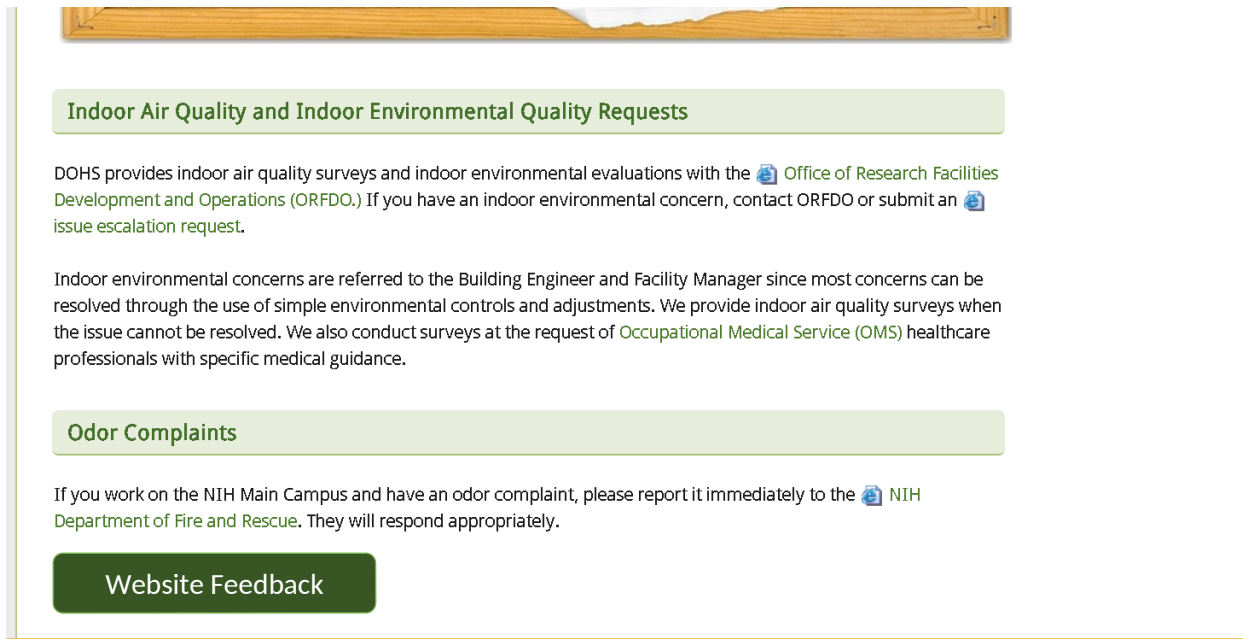 Indoor Air Quality and Indoor Environmental Quality Requests
DOHS provides indoor air quality surveys and indoor environmental evaluations with the Office of Research Facilities
Development and Operations (ORFDO.) If you have an indoor environmental concern, contact ORFDO or submit an
issue escalation request.
Indoor environmental concerns are referred to the Building Engineer and Facility Manager since most concerns can be
resolved through the use of simple environmental controls and adjustments. We provide indoor air quality surveys when
the issue cannot be resolved. We also conduct surveys at the request of Occupational Medical Service (OMS) healthcare
professionals with specific medical guidance.
Odor Complaints
If you work on the NIH Main Campus and have an odor complaint, please report it immediately to the NIH
Department of Fire and Rescue. They will respond appropriately.
Website Feedback